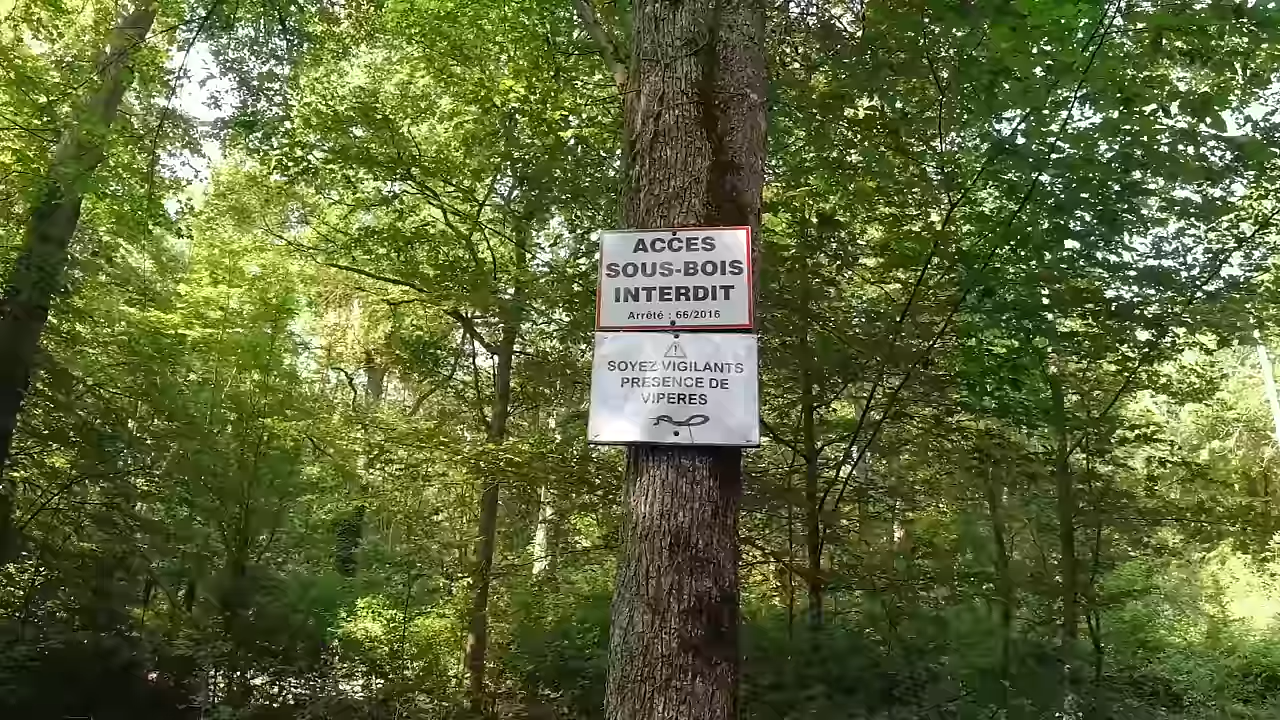 ACCES
SOUS-BOIS
INTERDIT
Arrêté : 66/2016
SOYEZ VIGILANTS
PRESENCE DE
VIPERES